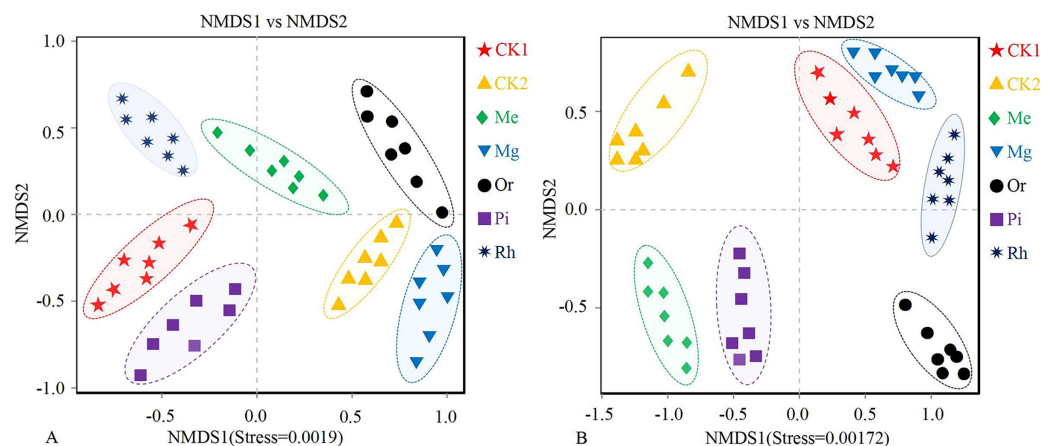 NMDS1 vs NMDS2
1.0
0.5
0.0
-0.5
-1.0
NMDS2
-0.5
0.0
0.5
1.0
A
NMDS1(Stress=0.0019)
CK1
CK2
Me
Mg
Or
Pi
Rh
NMDS1 vs NMDS2
0.5
0.0
-0.5
NMDS2
-1.5
-1.0
-0.5
0.0
0.5
1.0
B
NMDS1(Stress=0.00172)
CK1
CK2
Me
Mg
Or
Pi
Rh